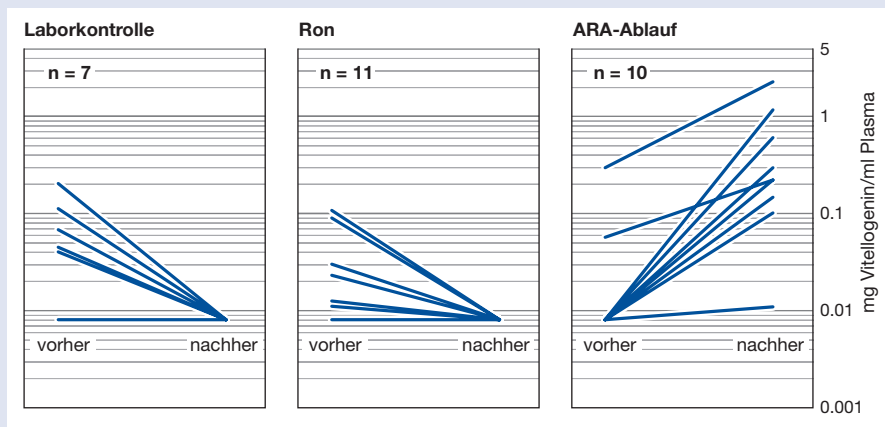 Laborkontrolle
Ron
ARA-Ablauf
n = 7
n = 11
n = 10
5
1
0.1
0.01
0.001
mg Vitellogenin/ml Plasma
vorher
nachher
vorher
nachher
vorher
nachher